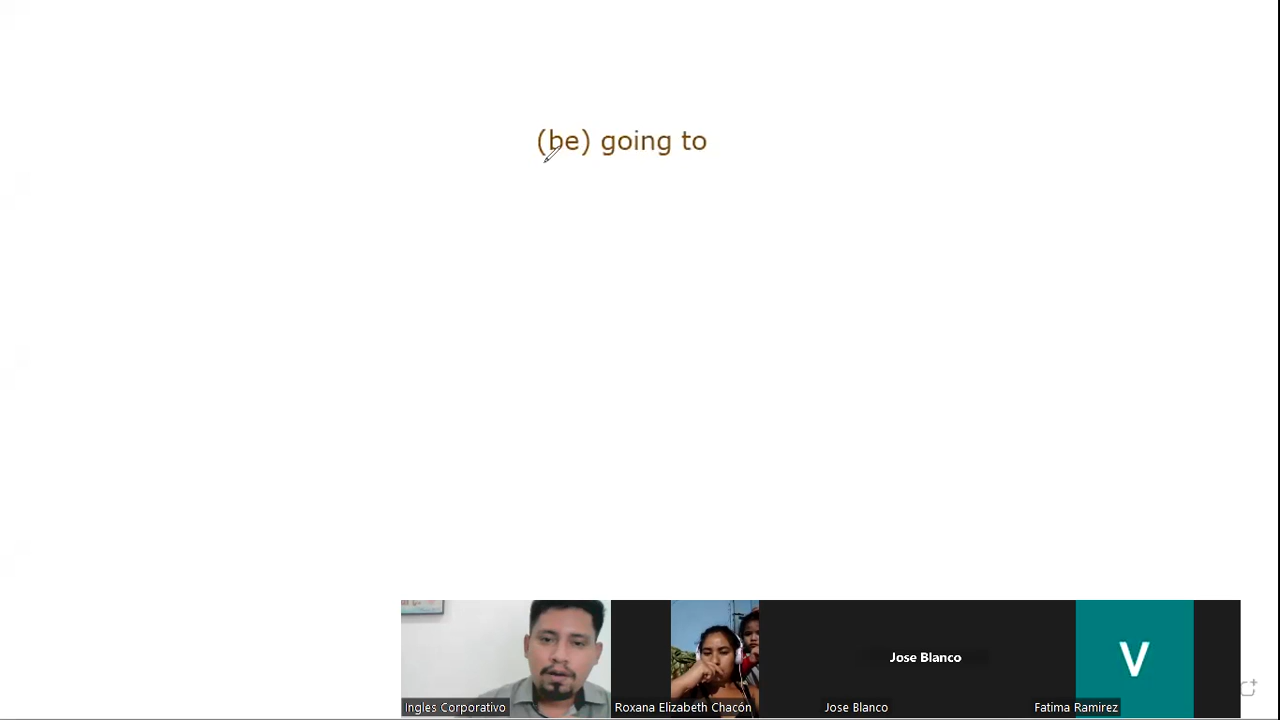 (be) going to
Jose Blanco
V
Ingles Corporativo
Roxana Elizabeth Chacón
Jose Blanco
Fatima Ramirez